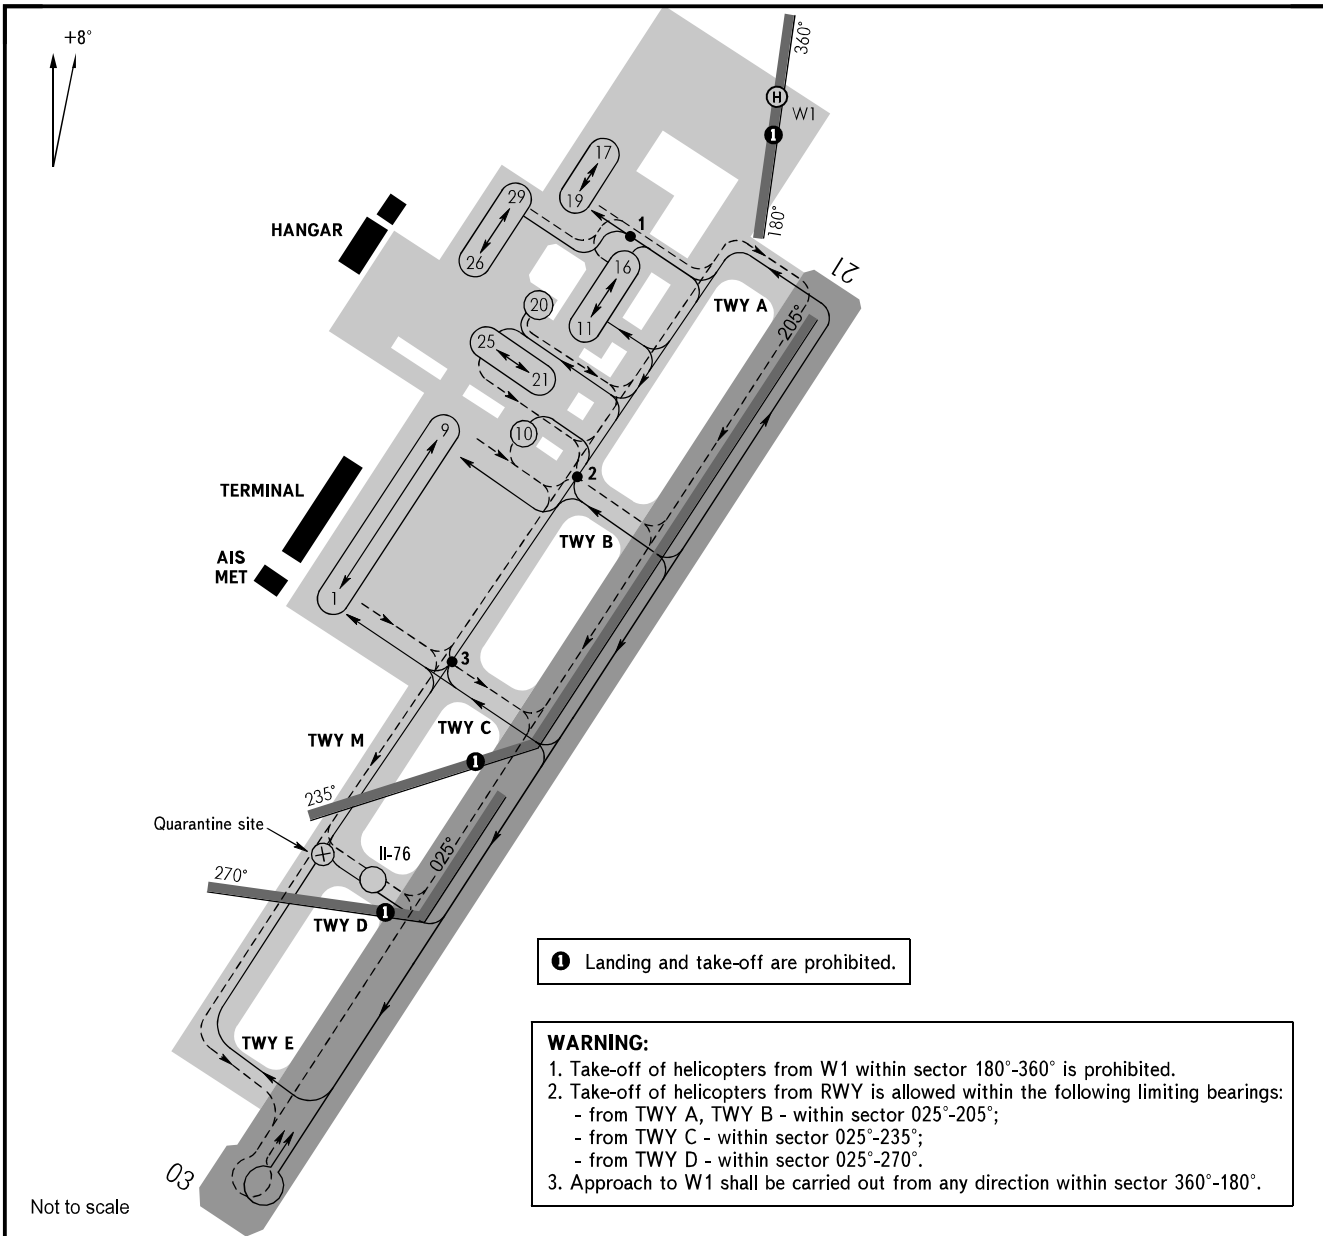 +8°
360°
H
W1
1
180°
17
19
29
26
HANGAR
1
16
11
21
TWY A
205°
20
25
21
9
10
2
TERMINAL
TWY B
AIS
MET
1
3
TWY C
TWY M
1
235°
Quarantine site
II-76
025°
270°
1
TWY D
1 Landing and take-off are prohibited.
WARNING:
1. Take-off of helicopters from W1 within sector 180°-360° is prohibited.
2. Take-off of helicopters from RWY is allowed within the following limiting bearings:
- from TWY A, TWY B - within sector 025°-205°;
- from TWY C - within sector 025°-235°;
- from TWY D - within sector 025°-270°.
3. Approach to W1 shall be carried out from any direction within sector 360°-180°.
TWY E
03
Not to scale